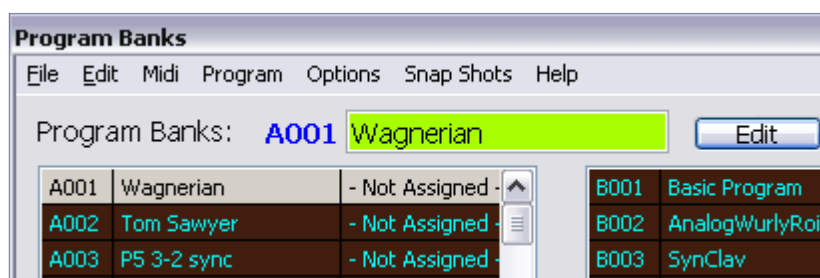 Program Banks
File Edit Midi Program Options Snap Shots Help
Program Banks: A001 Wagnerian Edit
A001 Wagnerian - Not Assigned - B001 Basic Program
A002 Tom Sawyer - Not Assigned - B002 AnalogWurlyRoi
A003 P5 3-2 sync - Not Assigned - B003 SynClav